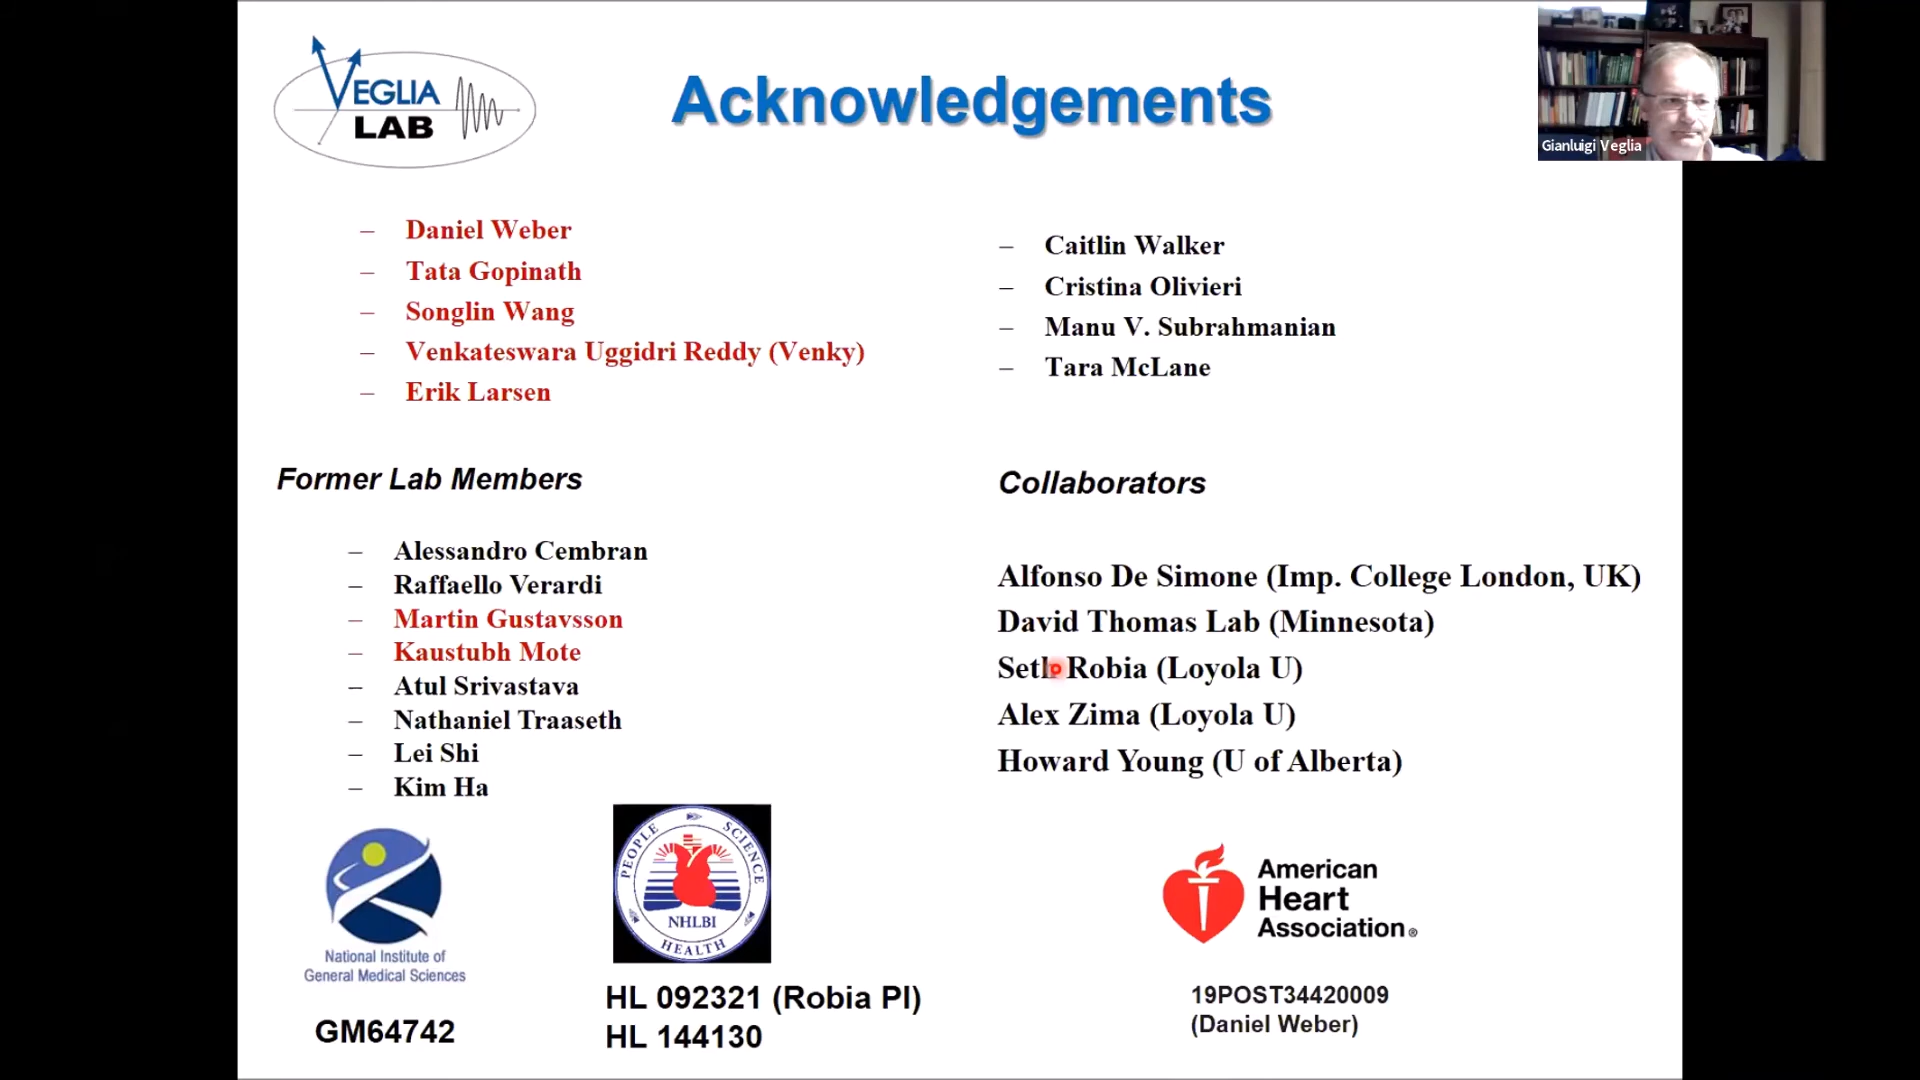 VEGLIA
LAB
Acknowledgements
Gianluigi Veglia
– Daniel Weber
– Tata Gopinath
– Songlin Wang
– Venkateswara Uggidri Reddy (Venky)
– Erik Larsen
– Caitlin Walker
– Cristina Olivieri
– Manu V. Subrahmanian
– Tara McLane
Former Lab Members
– Alessandro Cembran
– Raffaello Verardi
– Martin Gustavsson
– Kaustubh Mote
– Atul Srivastava
– Nathaniel Traaseth
– Lei Shi
– Kim Ha
Collaborators
Alfonso De Simone (Imp. College London, UK)
David Thomas Lab (Minnesota)
Seth Robia (Loyola U)
Alex Zima (Loyola U)
Howard Young (U of Alberta)
National Institute of
General Medical Sciences
GM64742
PEOPLE SCIENCE
NHLBI
HEALTH
HL 092321 (Robia PI)
HL 144130
American
Heart
Association®
19POST34420009
(Daniel Weber)